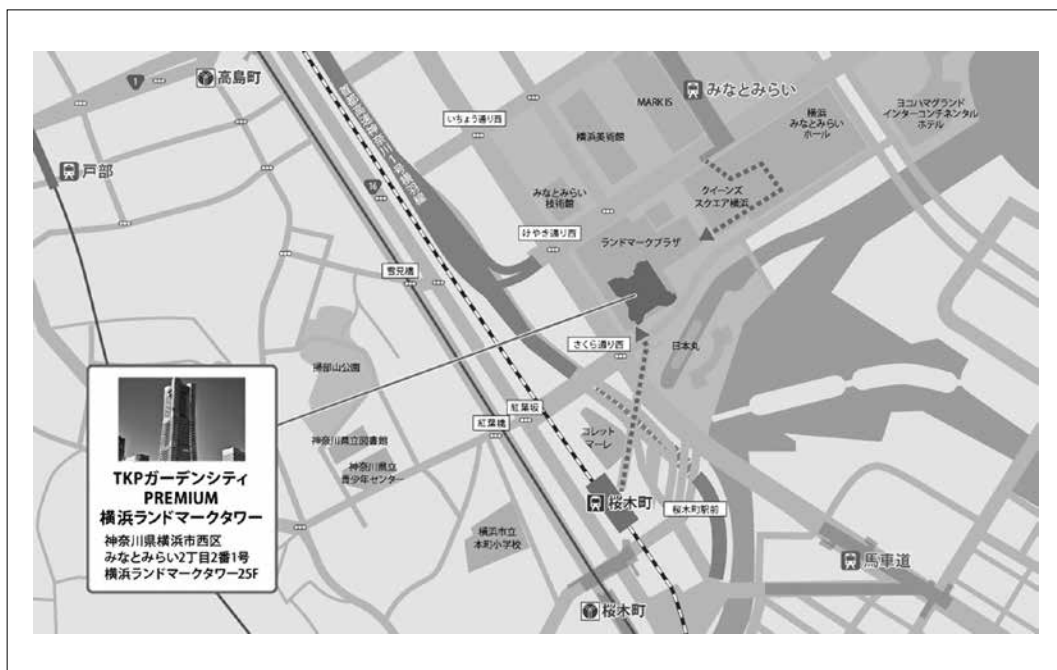 1
高島町
戸部
いちょう通り西
16
MARK IS
みなとみらい
横浜美術館
横浜
みなとみらい
ホール
ヨコハマグランド
インターコンチネンタル
ホテル
みなとみらい
技術館
クイーンズ
スクエア横浜
けやき通り西
ランドマークプラザ
雪見橋
さくら通り西
日本丸
掃部山公園
紅葉坂
紅葉橋
コレット
マーレ
神奈川県立図書館
神奈川県立
青少年センター
桜木町
桜木町駅前
横浜市立
本町小学校
馬車道
桜木町
TKPガーデンシティ
PREMIUM
横浜ランドマークタワー
神奈川県横浜市西区
みなとみらい2丁目2番1号
横浜ランドマークタワー25F